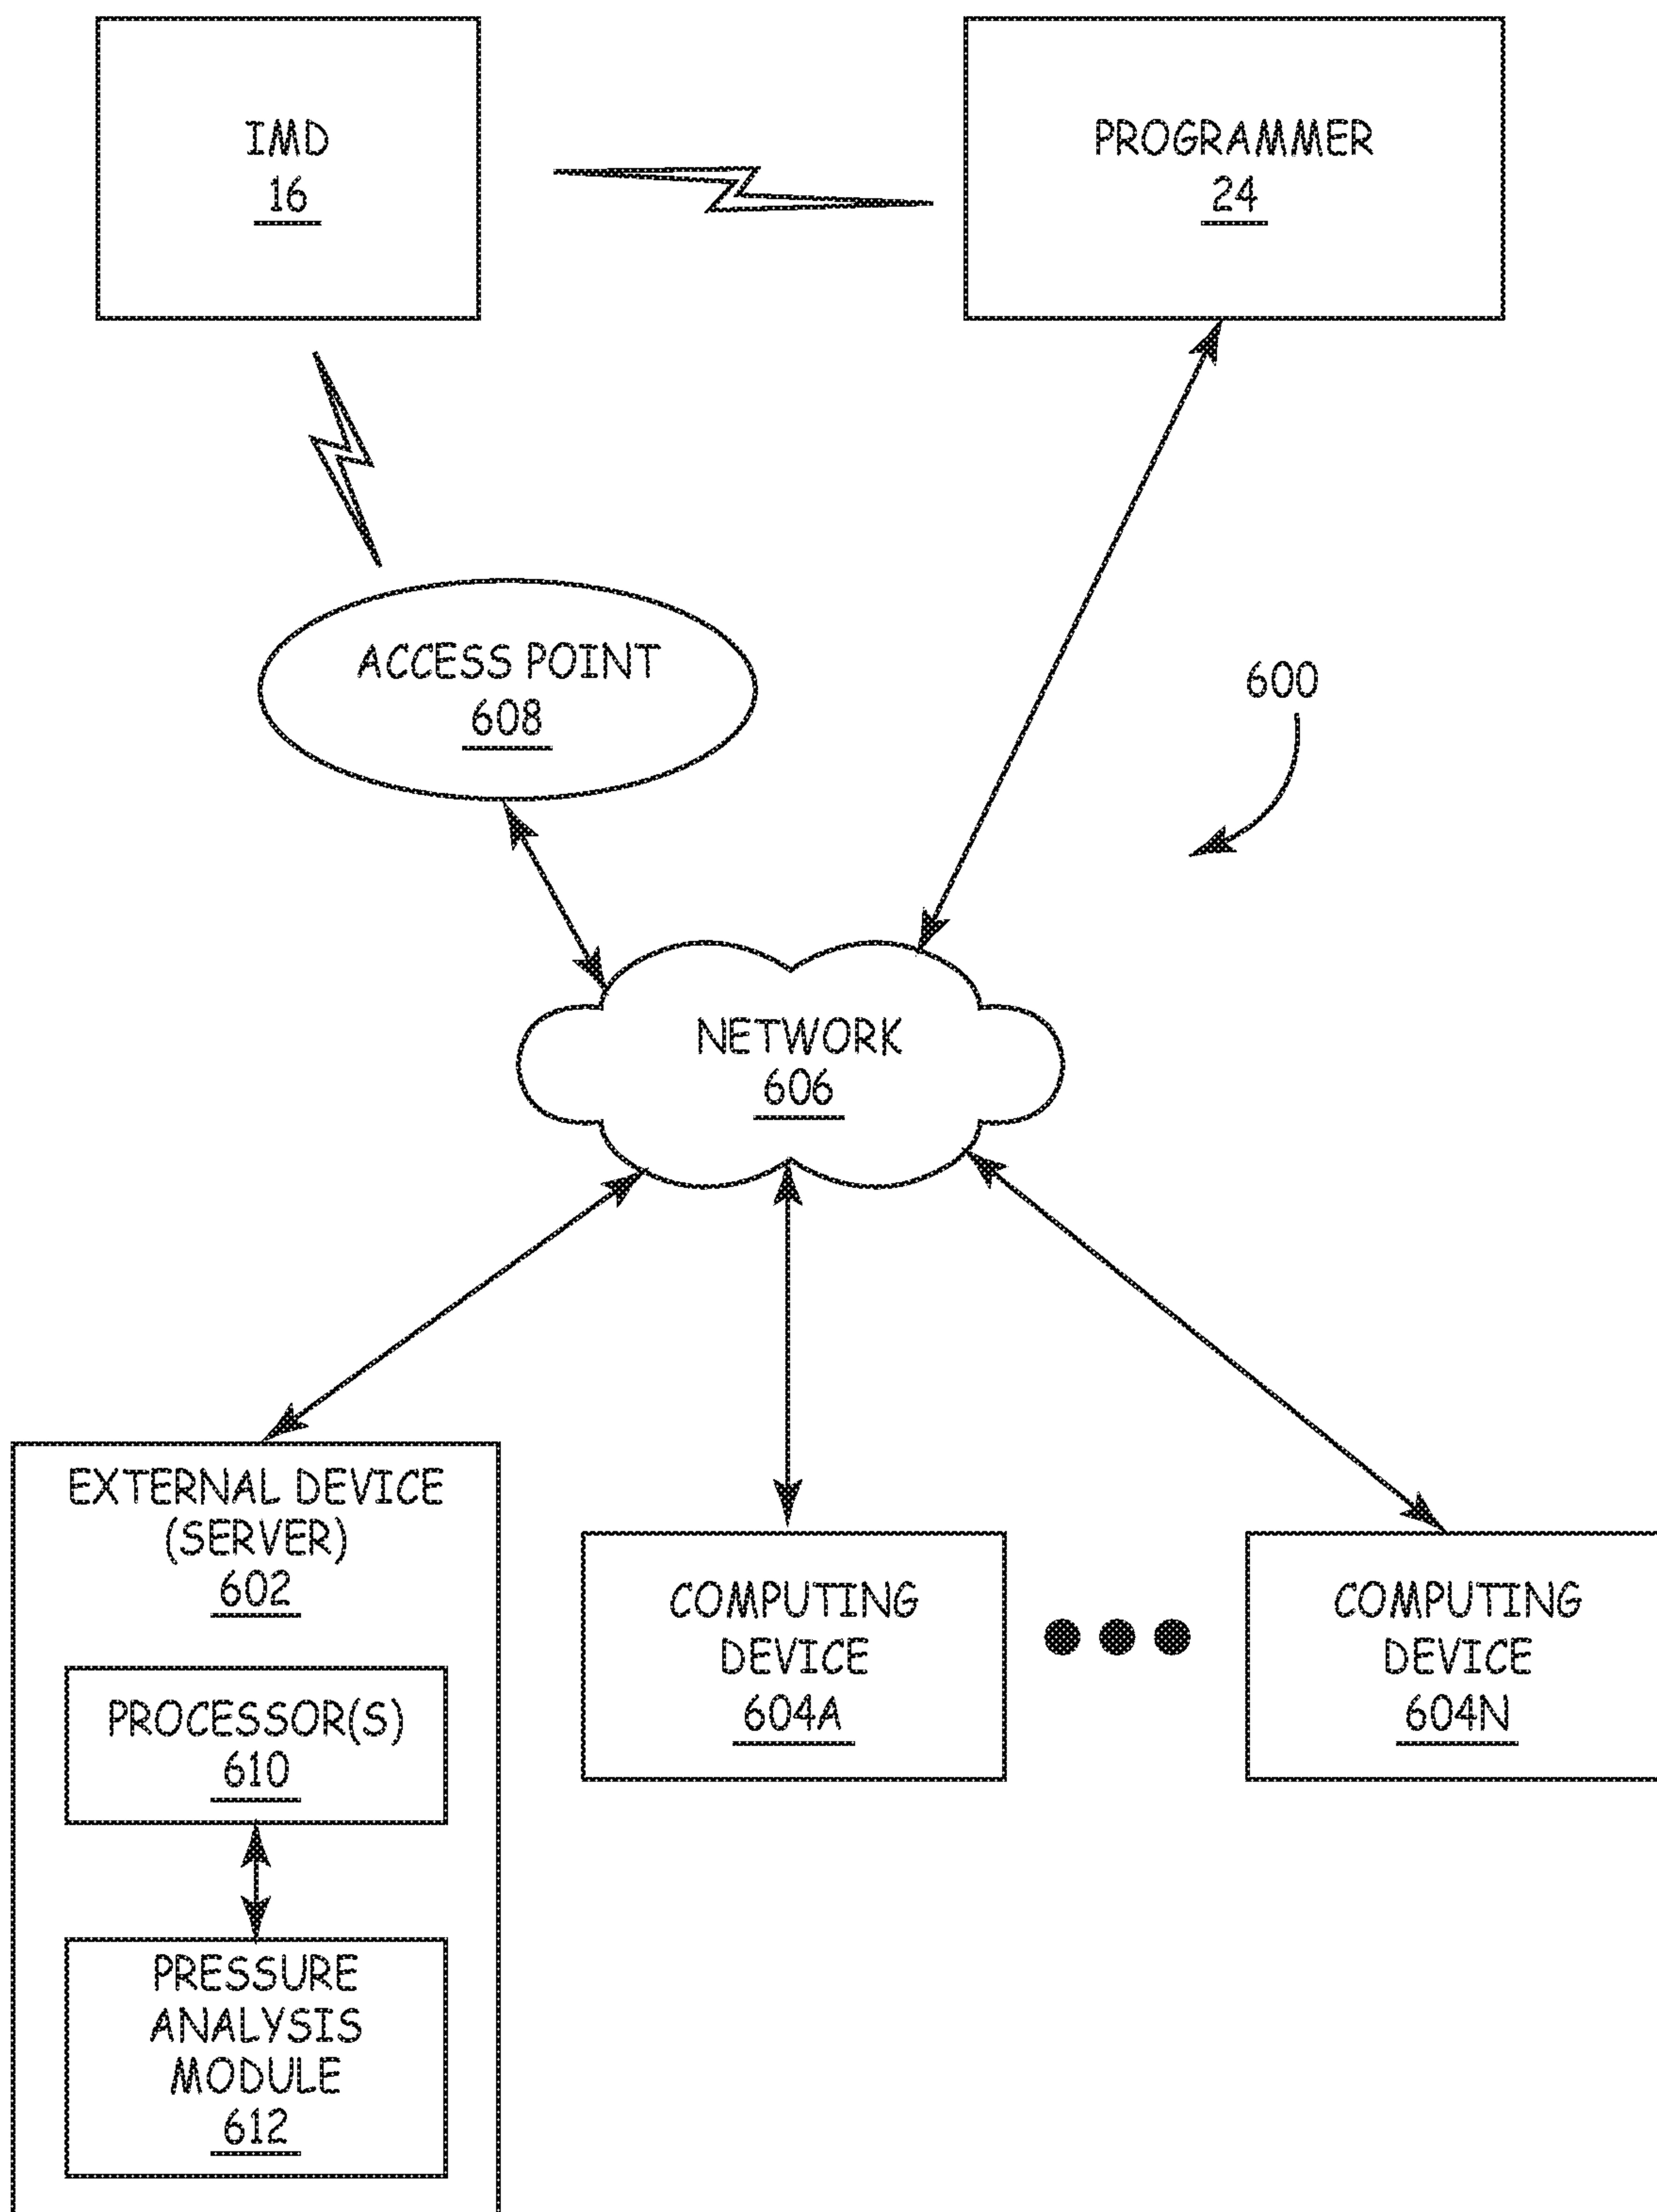 IMD
16
PROGRAMMER
24
ACCESS POINT
608
600
NETWORK
606
EXTERNAL DEVICE
(SERVER)
602
PROCESSOR(S)
610
PRESSURE
ANALYSIS
MODULE
612
COMPUTING
DEVICE
604A
COMPUTING
DEVICE
604N